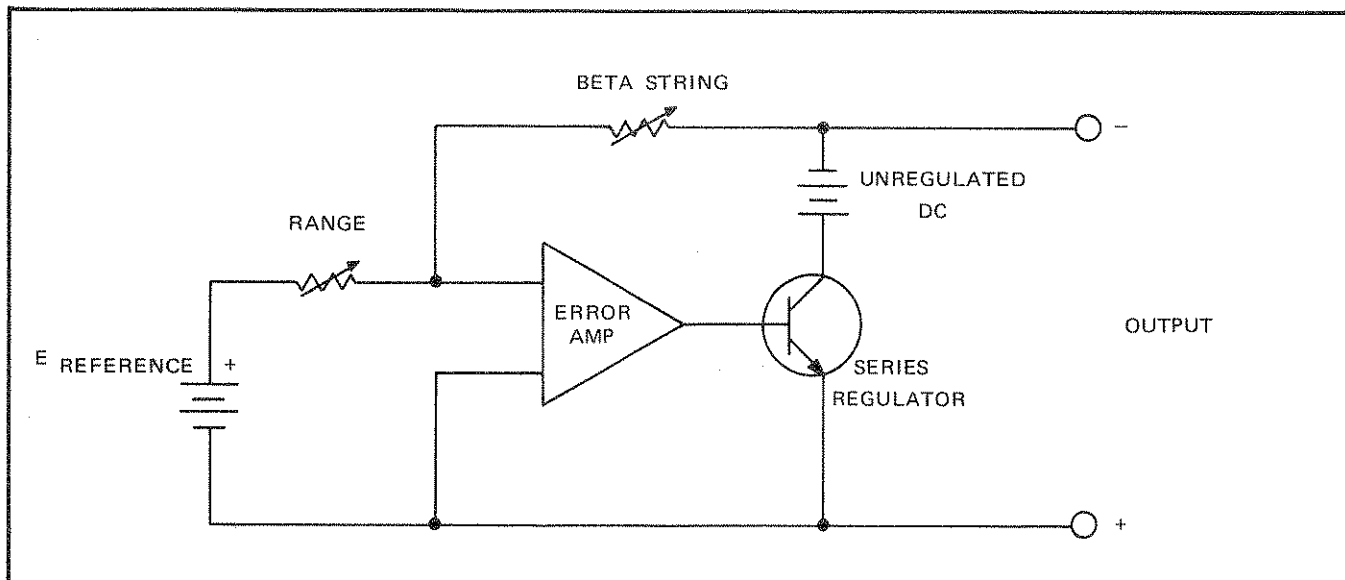 BETA STRING
−
UNREGULATED
DC
RANGE
ERROR
AMP
OUTPUT
E REFERENCE +
SERIES
REGULATOR
+